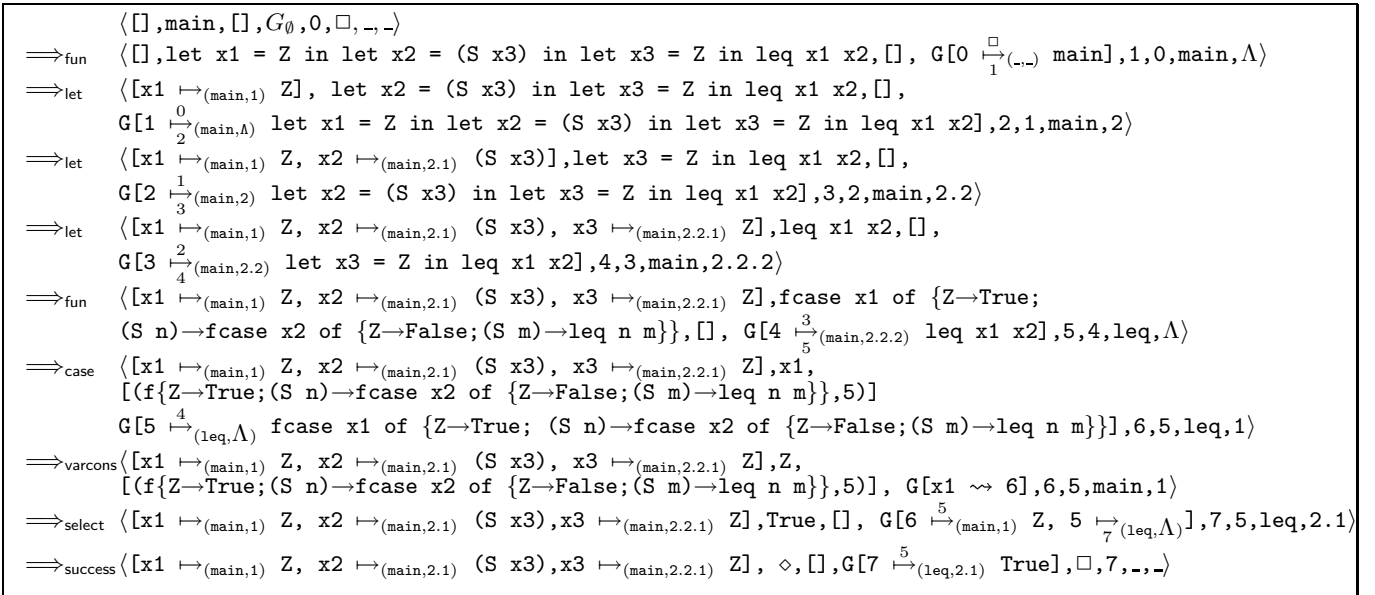 ⟨[],main,[],G∅,0,□,_,_⟩
⟹fun ⟨[],let x1 = Z in let x2 = (S x3) in let x3 = Z in leq x1 x2,[], G[0 □↦1(_,_) main],1,0,main,Λ⟩
⟹let ⟨[x1 ↦(main,1) Z], let x2 = (S x3) in let x3 = Z in leq x1 x2,[],
G[1 0↦2(main,Λ) let x1 = Z in let x2 = (S x3) in let x3 = Z in leq x1 x2],2,1,main,2⟩
⟹let ⟨[x1 ↦(main,1) Z, x2 ↦(main,2.1) (S x3)],let x3 = Z in leq x1 x2,[],
G[2 1↦3(main,2) let x2 = (S x3) in let x3 = Z in leq x1 x2],3,2,main,2.2⟩
⟹let ⟨[x1 ↦(main,1) Z, x2 ↦(main,2.1) (S x3), x3 ↦(main,2.2.1) Z],leq x1 x2,[],
G[3 2↦4(main,2.2) let x3 = Z in leq x1 x2],4,3,main,2.2.2⟩
⟹fun ⟨[x1 ↦(main,1) Z, x2 ↦(main,2.1) (S x3), x3 ↦(main,2.2.1) Z],fcase x1 of {Z→True;
(S n)→fcase x2 of {Z→False;(S m)→leq n m}},[], G[4 3↦5(main,2.2.2) leq x1 x2],5,4,leq,Λ⟩
⟹case ⟨[x1 ↦(main,1) Z, x2 ↦(main,2.1) (S x3), x3 ↦(main,2.2.1) Z],x1,
[(f{Z→True;(S n)→fcase x2 of {Z→False;(S m)→leq n m}},5)]
G[5 4↦(leq,Λ) fcase x1 of {Z→True; (S n)→fcase x2 of {Z→False;(S m)→leq n m}}],6,5,leq,1⟩
⟹varcons⟨[x1 ↦(main,1) Z, x2 ↦(main,2.1) (S x3), x3 ↦(main,2.2.1) Z],Z,
[(f{Z→True;(S n)→fcase x2 of {Z→False;(S m)→leq n m}},5)], G[x1 ⇝ 6],6,5,main,1⟩
⟹select ⟨[x1 ↦(main,1) Z, x2 ↦(main,2.1) (S x3),x3 ↦(main,2.2.1) Z],True,[], G[6 5↦(main,1) Z, 5 ↦7(leq,Λ)],7,5,leq,2.1⟩
⟹success⟨[x1 ↦(main,1) Z, x2 ↦(main,2.1) (S x3),x3 ↦(main,2.2.1) Z], ⋄,[],G[7 5↦(leq,2.1) True],□,7,_,_⟩